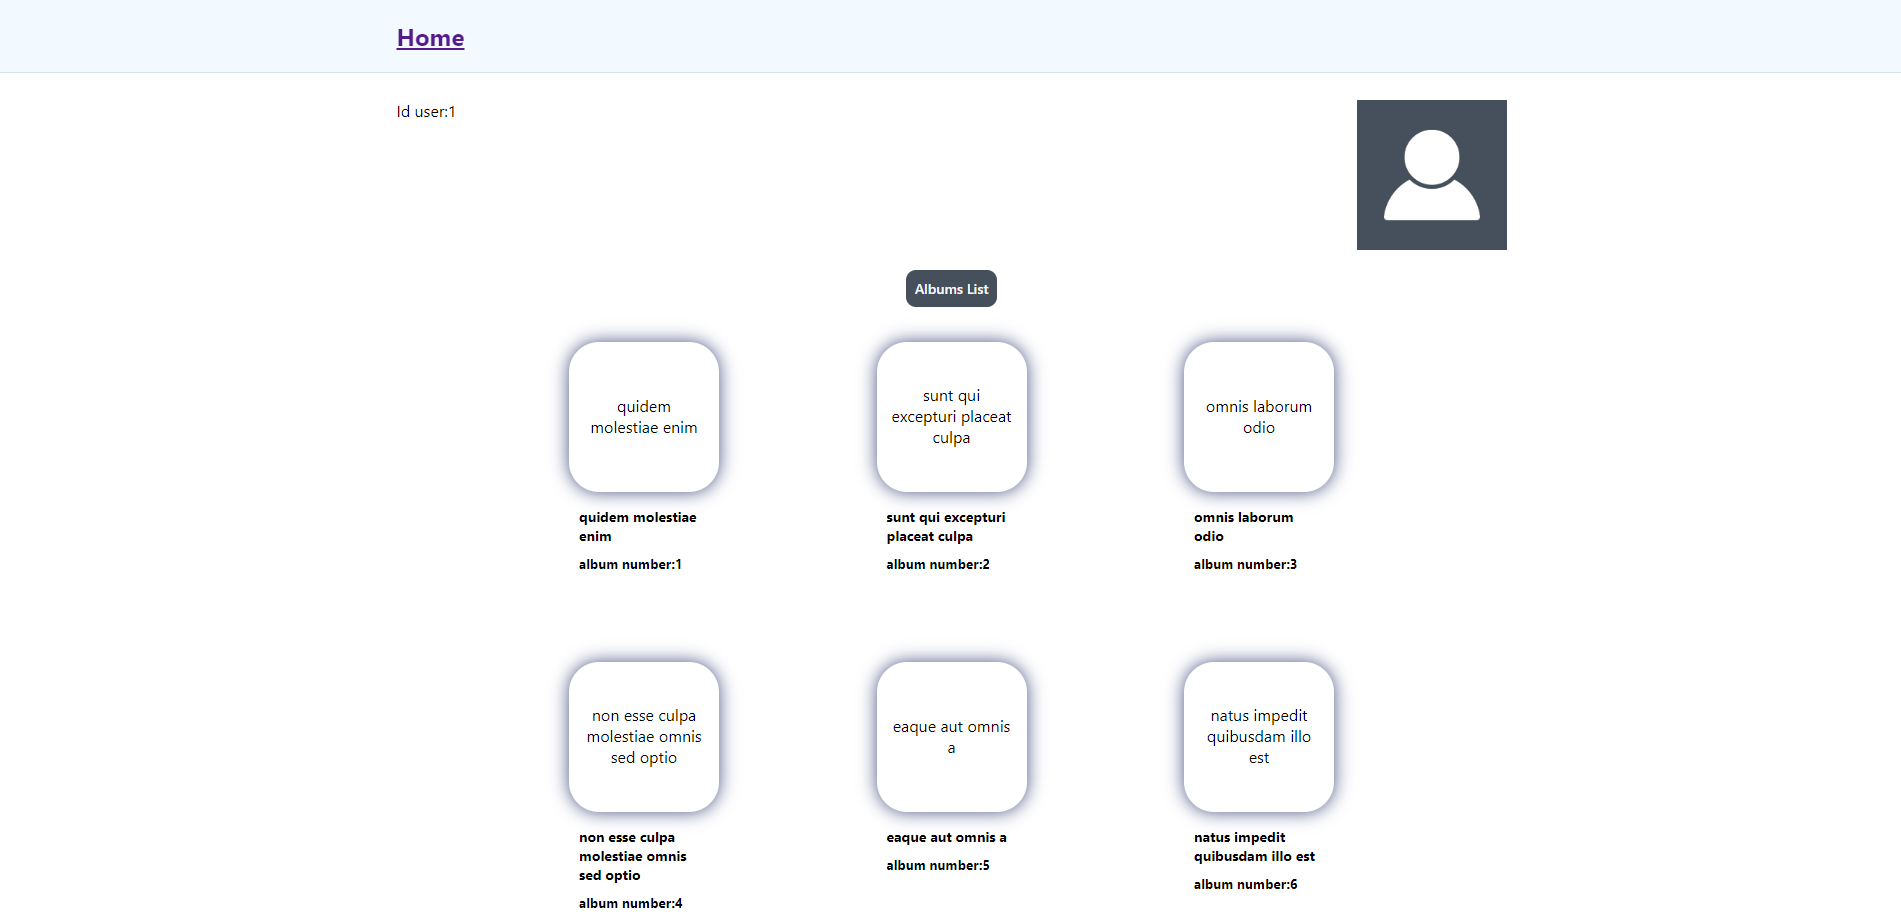 Home
Id user:1
Albums List
quidem
molestiae enim
sunt qui
excepturi placeat
culpa
omnis laborum
odio
quidem molestiae
enim
album number:1
sunt qui excepturi
placeat culpa
album number:2
omnis laborum
odio
album number:3
non esse culpa
molestiae omnis
sed optio
eaque aut omnis
a
natus impedit
quibusdam illo
est
non esse culpa
molestiae omnis
sed optio
album number:4
eaque aut omnis a
album number:5
natus impedit
quibusdam illo est
album number:6